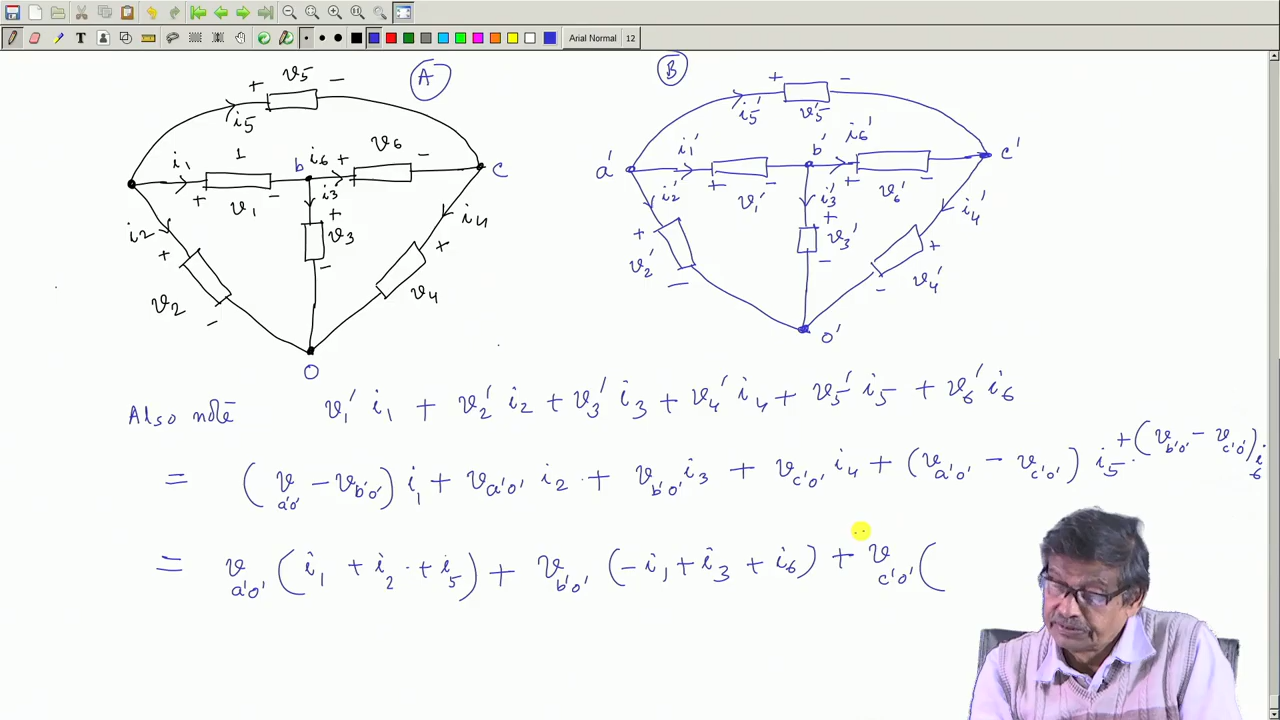 Arial Normal 12
A
B
+ v5 −
i5
i1 1 b i6 + v6 − c
+ v1 − i3
i2 + v3 − i4
+ v2 − + v4
O
+ v5′ −
i5′
a′ i1′ b′ i6′ c′
+ v1′ − + v6′ −
i2′ i3′ i4′
+ v2′ − + v3′ − + v4′ −
O′
Also note v1′ i1 + v2′ i2 + v3′ i3 + v4′ i4 + v5′ i5 + v6′ i6
= (va′o′ − vb′o′) i1 + va′o′ i2 + vb′o′ i3 + vc′o′ i4 + (va′o′ − vc′o′) i5 + (vb′o′ − vc′o′) i6
= va′o′ (i1 + i2 + i5) + vb′o′ (−i1 + i3 + i6) + vc′o′ (